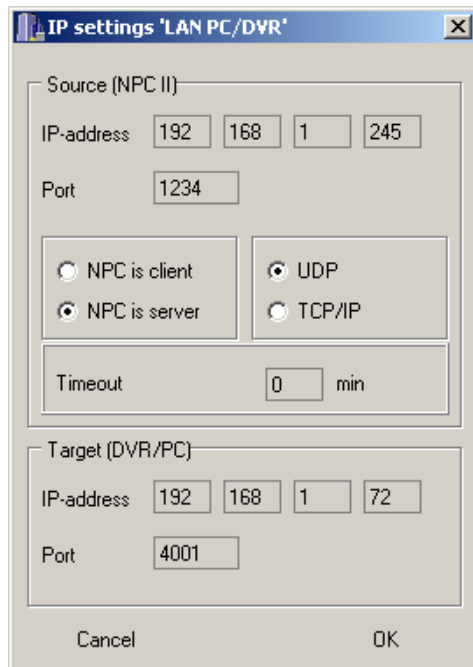 IP settings 'LAN PC/DVR'
Source (NPC II)
IP-address 192 168 1 245
Port 1234
NPC is client UDP
NPC is server TCP/IP
Timeout 0 min
Target (DVR/PC)
IP-address 192 168 1 72
Port 4001
Cancel OK